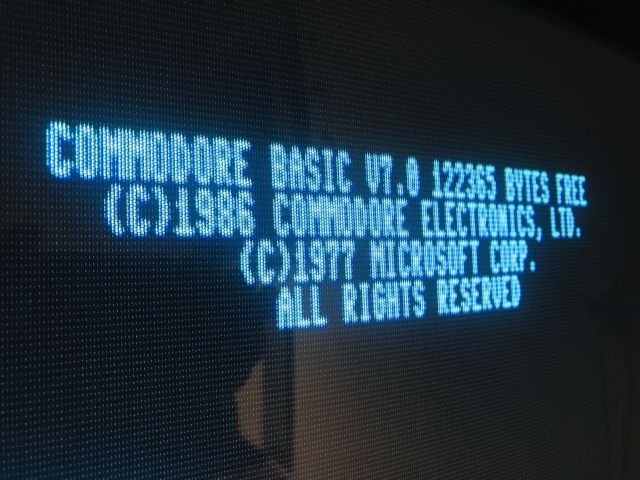 COMMODORE BASIC V7.0 122365 BYTES FREE
(C)1986 COMMODORE ELECTRONICS, LTD.
(C)1977 MICROSOFT CORP.
ALL RIGHTS RESERVED